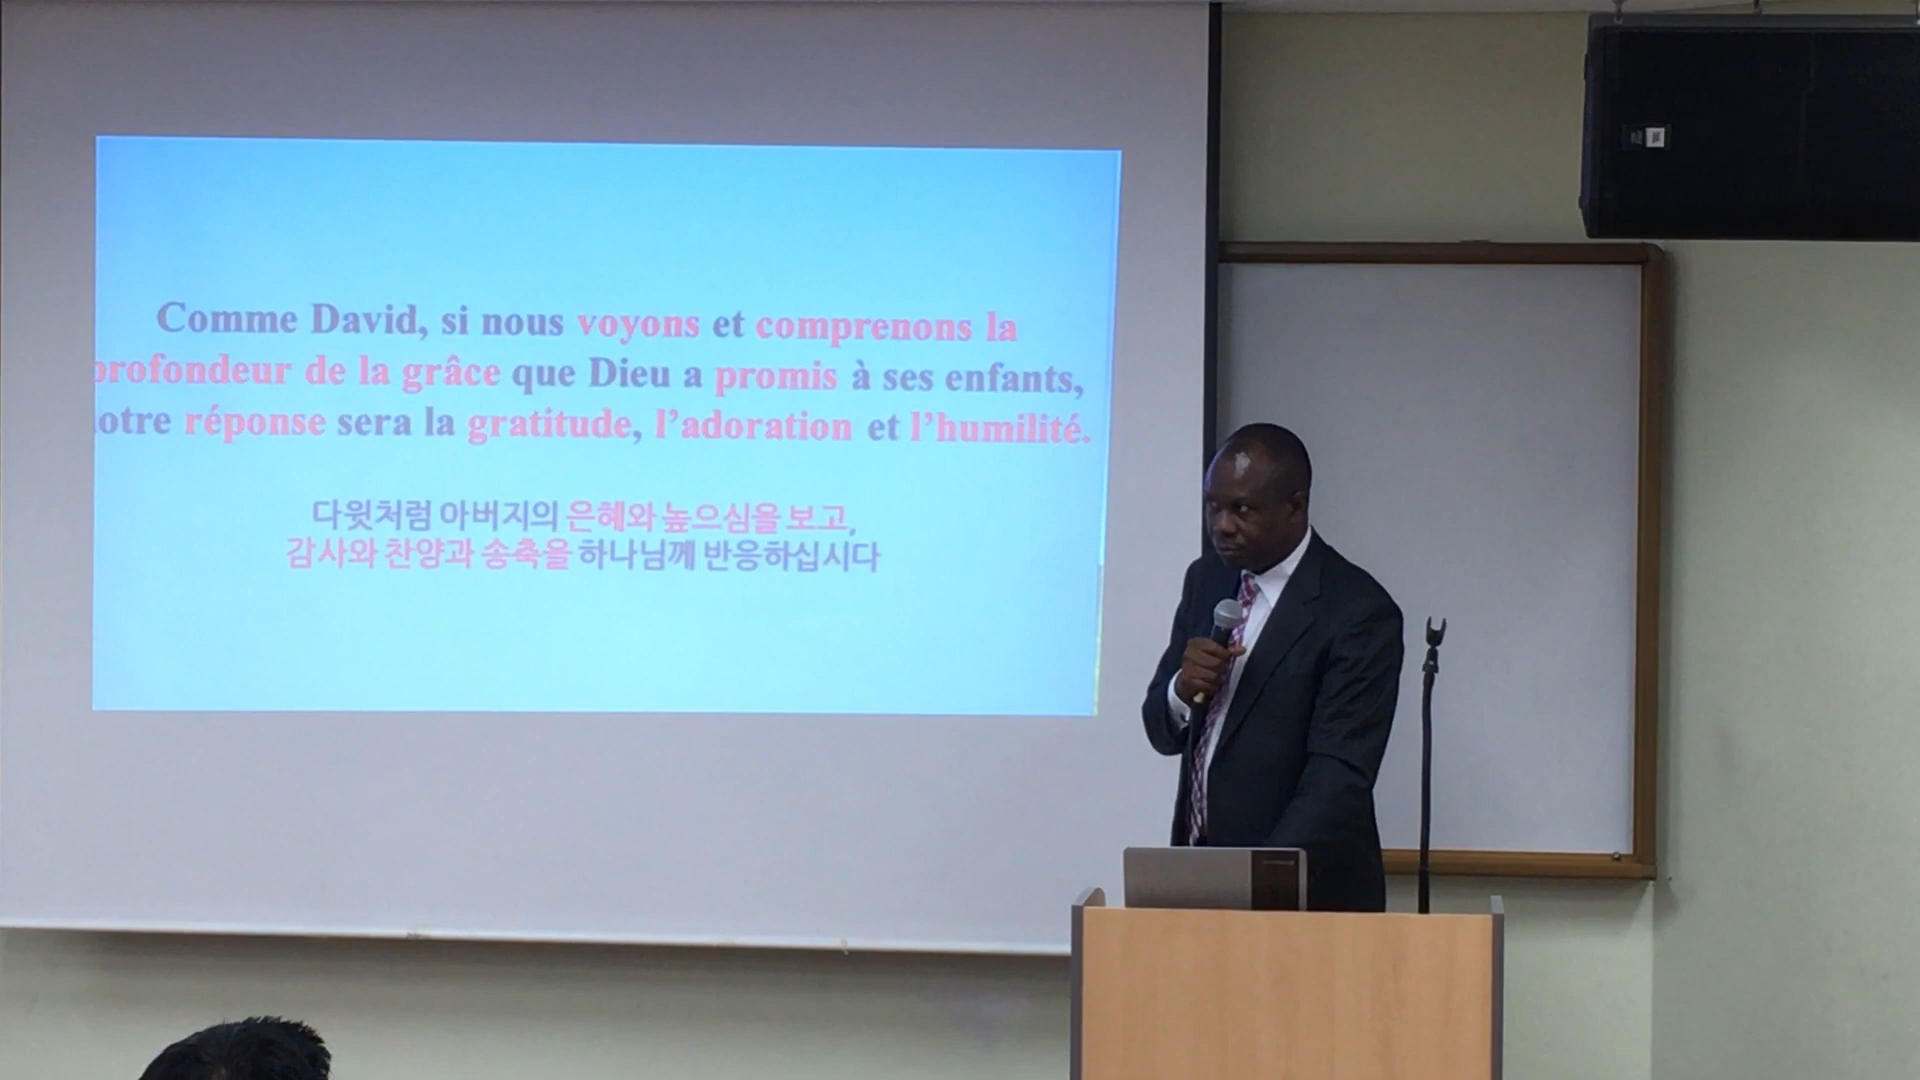 Comme David, si nous voyons et comprenons la
profondeur de la grâce que Dieu a promis à ses enfants,
otre réponse sera la gratitude, l’adoration et l’humilité.
다윗처럼 아버지의 은혜와 높으심을 보고,
감사와 찬양과 송축을 하나님께 반응하십시다